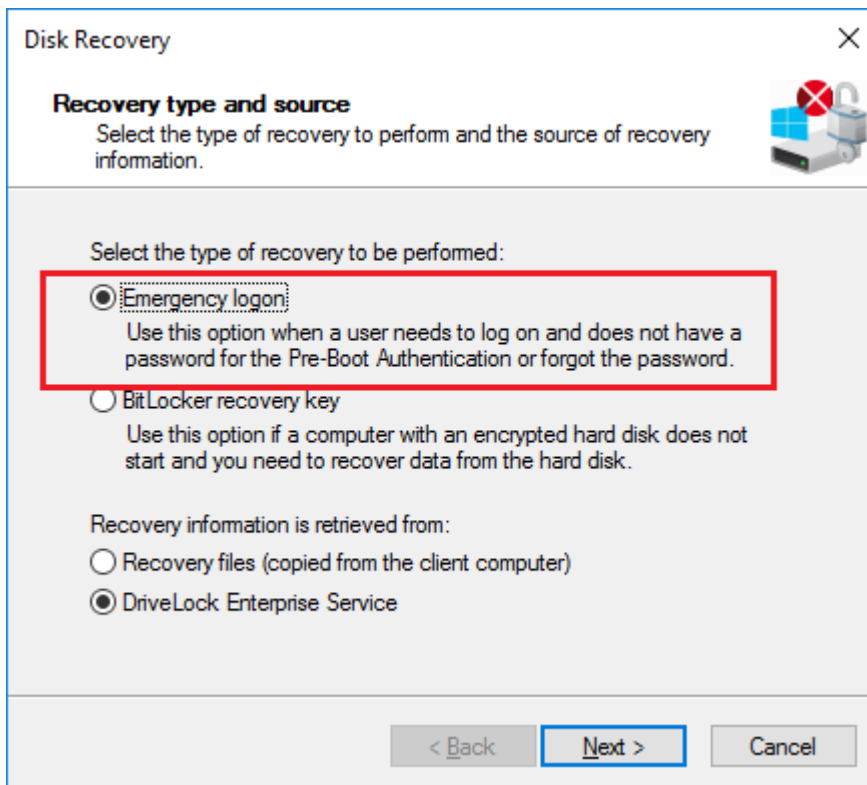 Disk Recovery
Recovery type and source
Select the type of recovery to perform and the source of recovery
information.
Select the type of recovery to be performed:
Emergency logon
Use this option when a user needs to log on and does not have a
password for the Pre-Boot Authentication or forgot the password.
BitLocker recovery key
Use this option if a computer with an encrypted hard disk does not
start and you need to recover data from the hard disk.
Recovery information is retrieved from:
Recovery files (copied from the client computer)
DriveLock Enterprise Service
< Back
Next >
Cancel